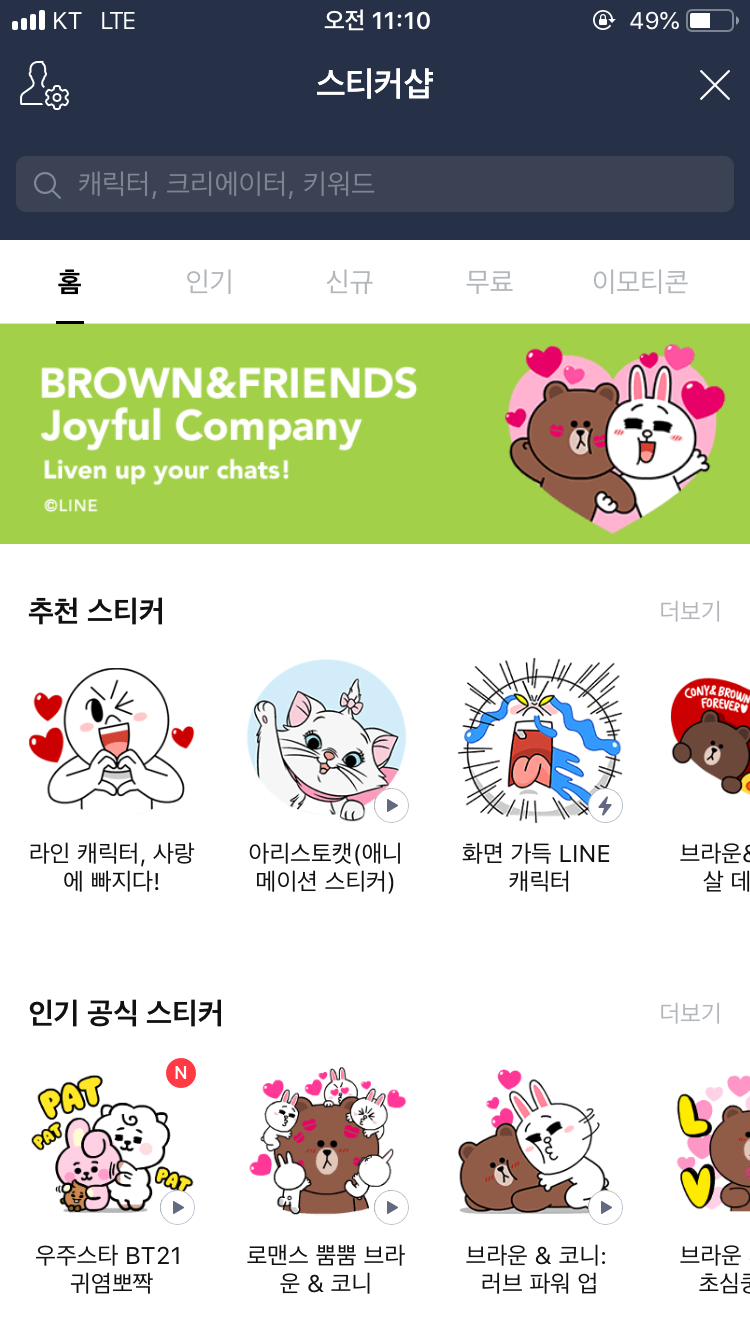 KT LTE 오전 11:10 49%
스티커샵
캐릭터, 크리에이터, 키워드
홈 인기 신규 무료 이모티콘
BROWN&FRIENDS
Joyful Company
Liven up your chats!
©LINE
추천 스티커 더보기
CONY & BROWN
FOREVER
라인 캐릭터, 사랑
에 빠지다!
아리스토캣(애니
메이션 스티커)
화면 가득 LINE
캐릭터
브라운&
살 데
인기 공식 스티커 더보기
N
PAT
PAT
PAT
L
V
우주스타 BT21
귀염뽀짝
로맨스 뿜뿜 브라
운 & 코니
브라운 & 코니:
러브 파워 업
브라운
초심쿵